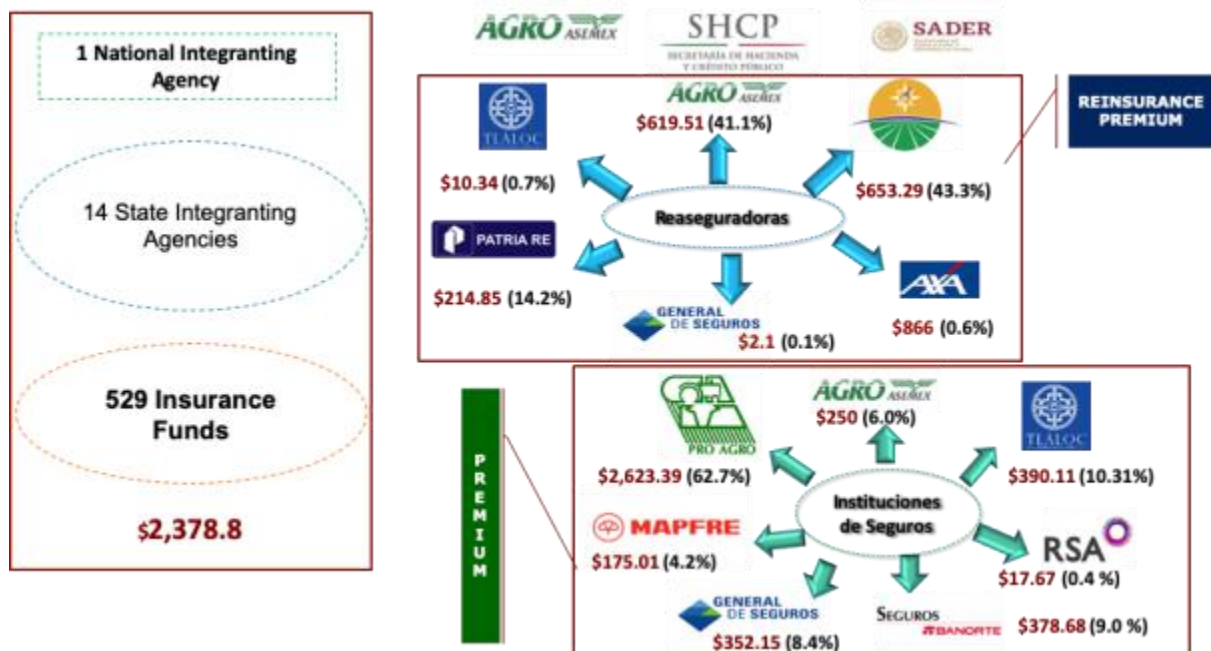 1 National Integranting
Agency
14 State Integranting
Agencies
529 Insurance
Funds
$2,378.8
AGRO ASEMEX
SHCP
SECRETARÍA DE HACIENDA
Y CRÉDITO PÚBLICO
SADER
REINSURANCE
PREMIUM
TLÁLOC
AGRO ASEMEX
$619.51 (41.1%)
$10.34 (0.7%)
$653.29 (43.3%)
Reaseguradoras
PATRIA RE
AXA
$214.85 (14.2%)
GENERAL
DE SEGUROS
$2.1 (0.1%)
$866 (0.6%)
PREMIUM
PRO AGRO
AGRO ASEMEX
$250 (6.0%)
TLÁLOC
$2,623.39 (62.7%)
$390.11 (10.31%)
Instituciones
de Seguros
MAPFRE
RSA
$175.01 (4.2%)
$17.67 (0.4 %)
GENERAL
DE SEGUROS
$352.15 (8.4%)
SEGUROS
BANORTE
$378.68 (9.0 %)